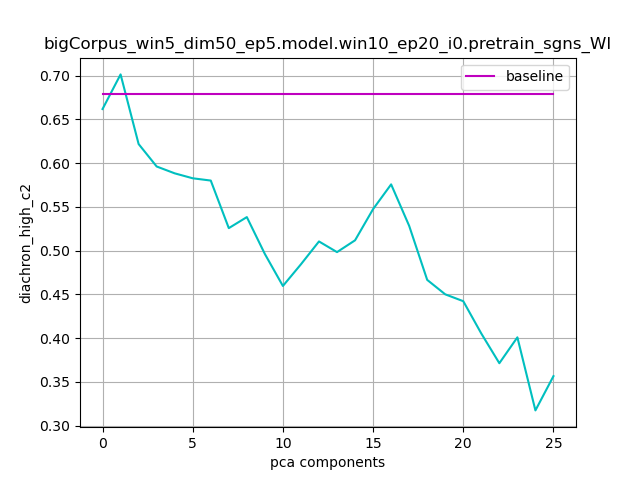 bigCorpus_win5_dim50_ep5.model.win10_ep20_i0.pretrain_sgns_WI
baseline
0.70
0.65
0.60
0.55
0.50
0.45
0.40
0.35
0.30
diachron_high_c2
0 5 10 15 20 25
pca components